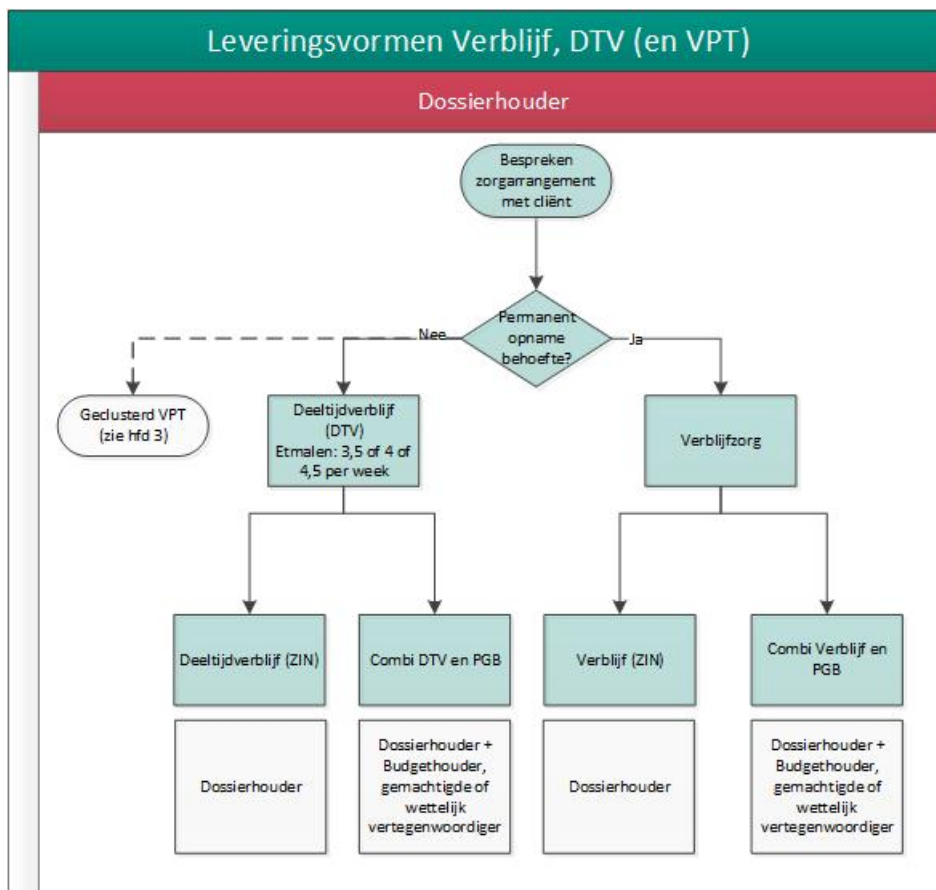 Leveringsvormen Verblijf, DTV (en VPT)
Dossierhouder
Bespreken
zorgarrangement
met cliënt
Permanent
opname
behoefte?
Nee
Ja
Geclusterd VPT
(zie hfd 3)
Deeltijdverblijf
(DTV)
Etmalen: 3,5 of 4 of
4,5 per week
Verblijfzorg
Deeltijdverblijf (ZIN)
Combi DTV en PGB
Verblijf (ZIN)
Combi Verblijf en
PGB
Dossierhouder
Dossierhouder +
Budgethouder,
gemachtigde of
wettelijk
vertegenwoordiger
Dossierhouder
Dossierhouder +
Budgethouder,
gemachtigde of
wettelijk
vertegenwoordiger